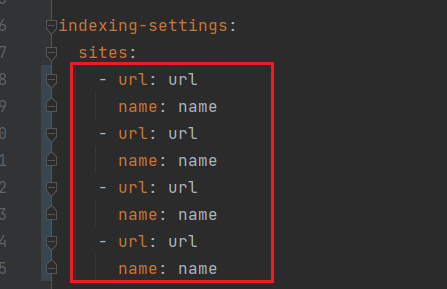 6 indexing-settings:
7 sites:
8 - url: url
9 name: name
0 - url: url
1 name: name
2 - url: url
3 name: name
4 - url: url
5 name: name